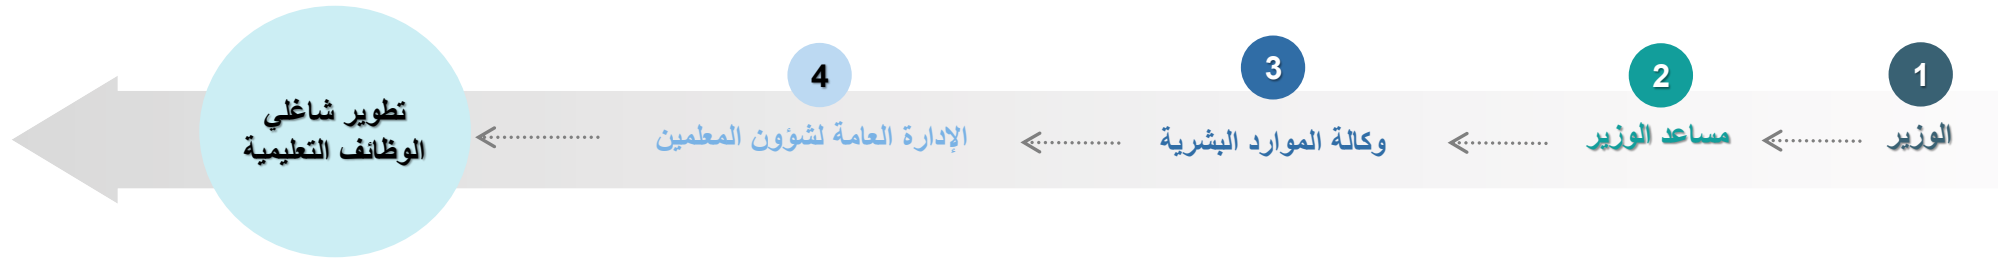 1
الوزير
2
مساعد الوزير
3
وكالة الموارد البشرية
4
الإدارة العامة لشؤون المعلمين
تطوير شاغلي
الوظائف التعليمية